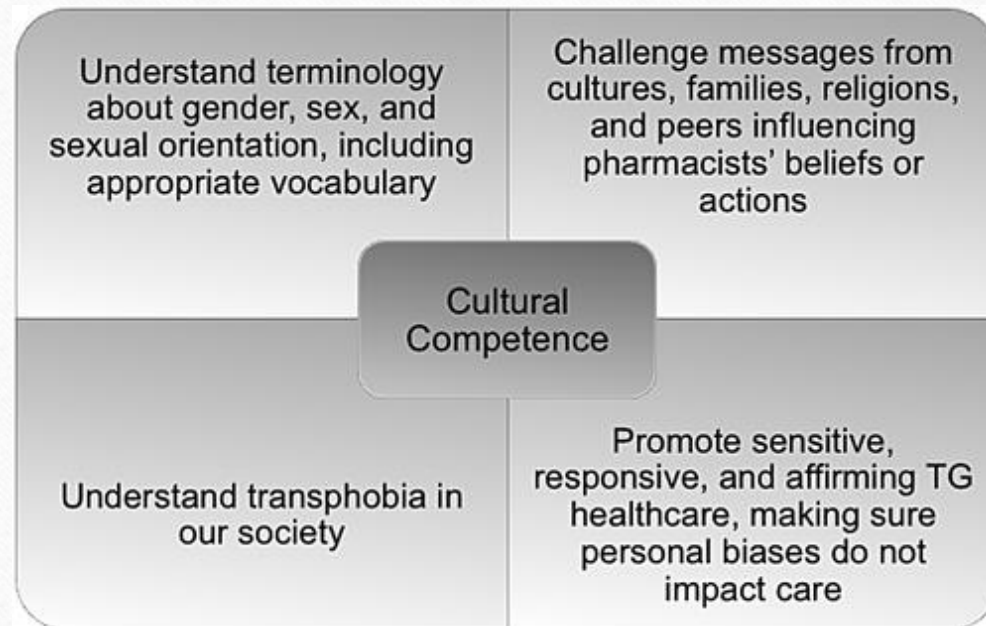 Understand terminology
about gender, sex, and
sexual orientation, including
appropriate vocabulary
Challenge messages from
cultures, families, religions,
and peers influencing
pharmacists’ beliefs or
actions
Cultural
Competence
Understand transphobia in
our society
Promote sensitive,
responsive, and affirming TG
healthcare, making sure
personal biases do not
impact care